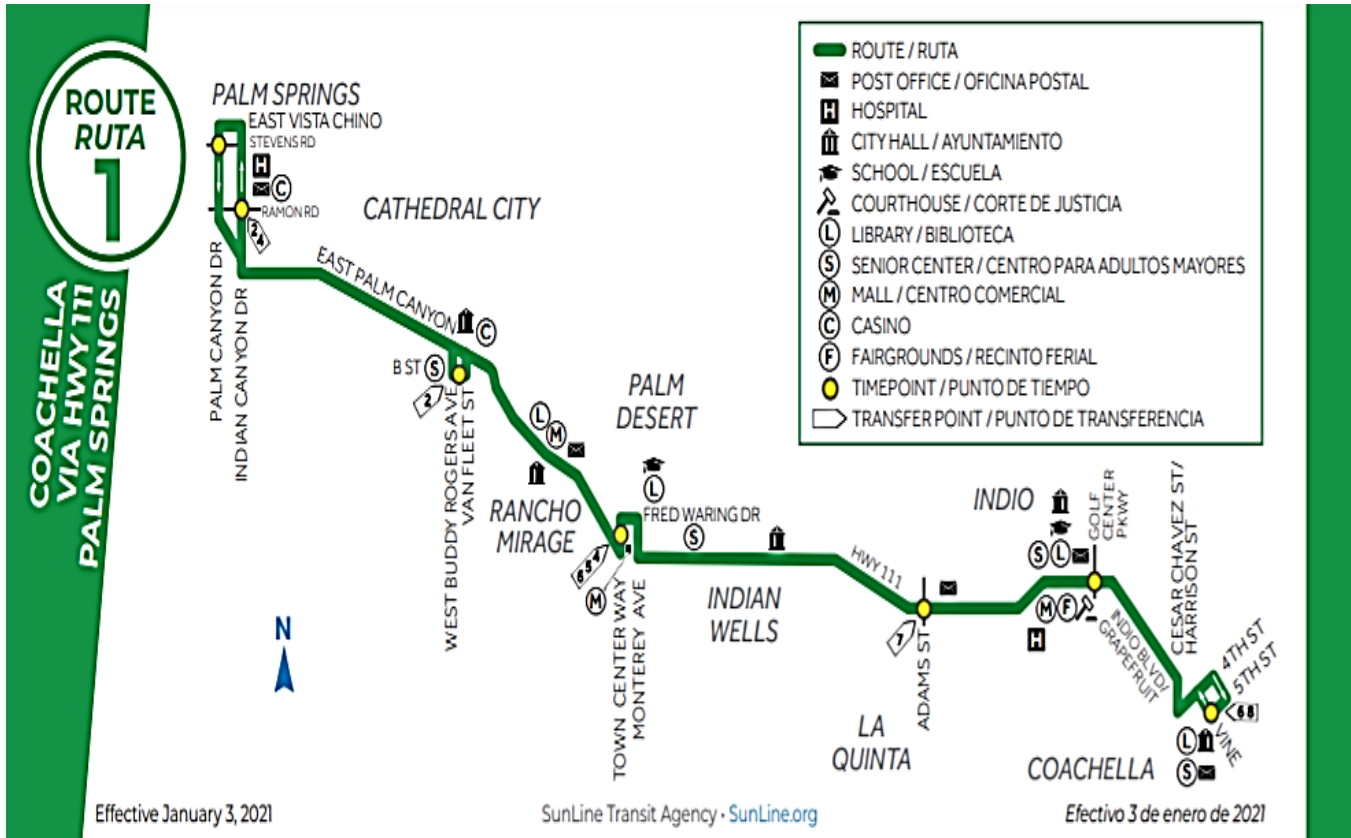 ROUTE
RUTA
1
COACHELLA
VIA HWY 111
PALM SPRINGS
PALM SPRINGS
EAST VISTA CHINO
STEVENS RD
H
C
RAMON RD
2 4
PALM CANYON DR
INDIAN CANYON DR
CATHEDRAL CITY
EAST PALM CANYON
C
B ST
S
2
WEST BUDDY ROGERS AVE
VAN FLEET ST
L
M
RANCHO
MIRAGE
PALM
DESERT
L
FRED WARING DR
S
M
TOWN CENTER WAY
MONTEREY AVE
INDIAN
WELLS
HWY 111
7
ADAMS ST
LA
QUINTA
INDIO
S L
M F
H
GOLF
CENTER
PKWY
INDIO BLVD/
GRAPEFRUIT
CESAR CHAVEZ ST/
HARRISON ST
4TH ST
5TH ST
6 8
VINE
L
S
COACHELLA
ROUTE / RUTA
POST OFFICE / OFICINA POSTAL
H HOSPITAL
CITY HALL / AYUNTAMIENTO
SCHOOL / ESCUELA
COURTHOUSE / CORTE DE JUSTICIA
L LIBRARY / BIBLIOTECA
S SENIOR CENTER / CENTRO PARA ADULTOS MAYORES
M MALL / CENTRO COMERCIAL
C CASINO
F FAIRGROUNDS / RECINTO FERIAL
TIMEPOINT / PUNTO DE TIEMPO
TRANSFER POINT / PUNTO DE TRANSFERENCIA
N
Effective January 3, 2021
SunLine Transit Agency • SunLine.org
Efectivo 3 de enero de 2021